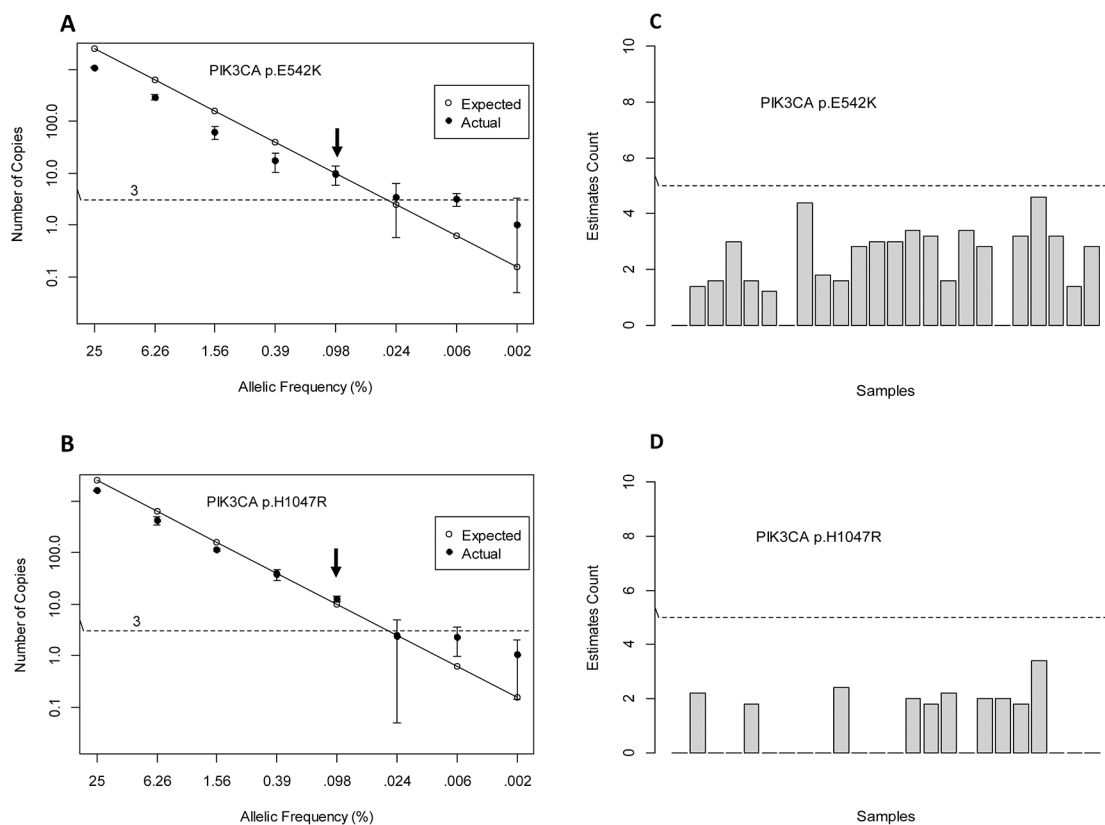 A
PIK3CA p.E542K
Expected
Actual
3
Number of Copies
100.0
10.0
1.0
0.1
25 6.26 1.56 0.39 .098 .024 .006 .002
Allelic Frequency (%)
C
PIK3CA p.E542K
Estimates Count
10
8
6
4
2
0
Samples
B
PIK3CA p.H1047R
Expected
Actual
3
Number of Copies
100.0
10.0
1.0
0.1
25 6.26 1.56 0.39 .098 .024 .006 .002
Allelic Frequency (%)
D
PIK3CA p.H1047R
Estimates Count
10
8
6
4
2
0
Samples